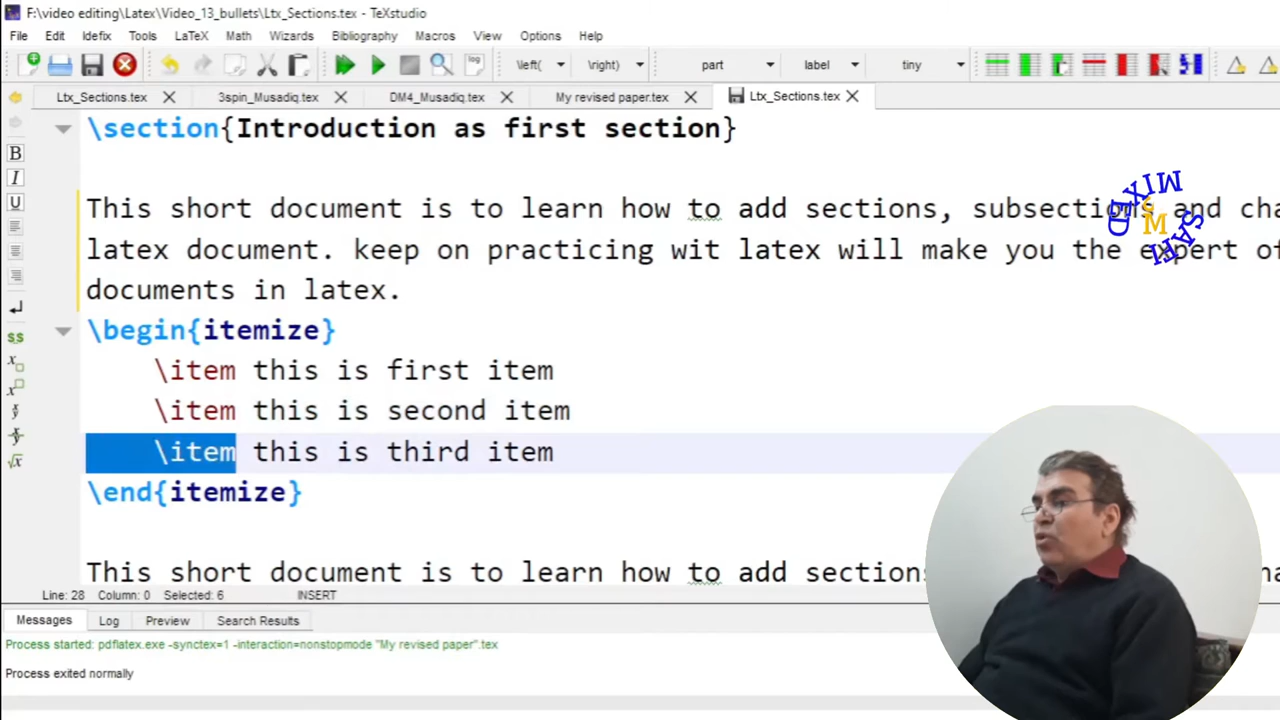 F:\video editing\Latex\Video_13_bullets\Ltx_Sections.tex - TeXstudio
File Edit Idefix Tools LaTeX Math Wizards Bibliography Macros View Options Help
\left( \right) part label tiny
Ltx_Sections.tex 3spin_Musadiq.tex DM4_Musadiq.tex My revised paper.tex Ltx_Sections.tex
\section{Introduction as first section}
This short document is to learn how to add sections, subsections and cha
latex document. keep on practicing wit latex will make you the expert of
documents in latex.
\begin{itemize}
\item this is first item
\item this is second item
\item this is third item
\end{itemize}
This short document is to learn how to add sections
Line: 28 Column: 0 Selected: 6 INSERT
Messages Log Preview Search Results
Process started: pdflatex.exe -synctex=1 -interaction=nonstopmode "My revised paper".tex
Process exited normally
MIXED
M
SAFI